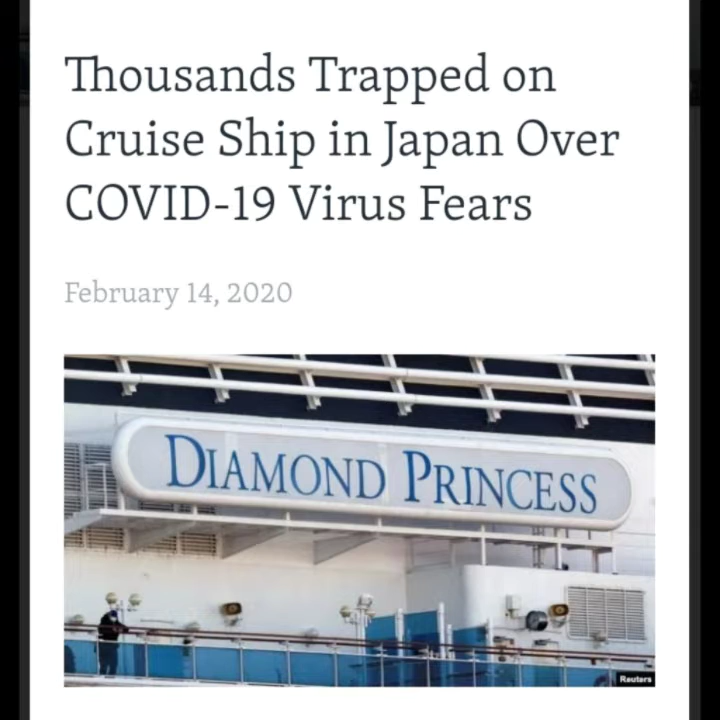 Thousands Trapped on
Cruise Ship in Japan Over
COVID-19 Virus Fears
February 14, 2020
DIAMOND PRINCESS
Reuters